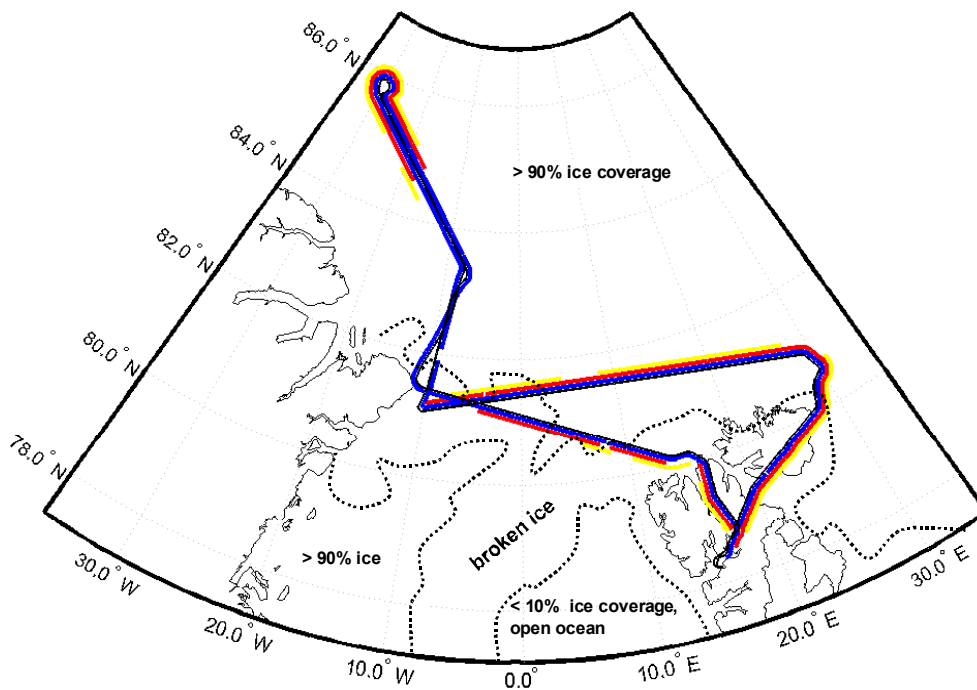 86.0° N
84.0° N
82.0° N
80.0° N
78.0° N
> 90% ice coverage
broken ice
> 90% ice
< 10% ice coverage,
open ocean
30.0° W
20.0° W
10.0° W
0.0°
10.0° E
20.0° E
30.0° E